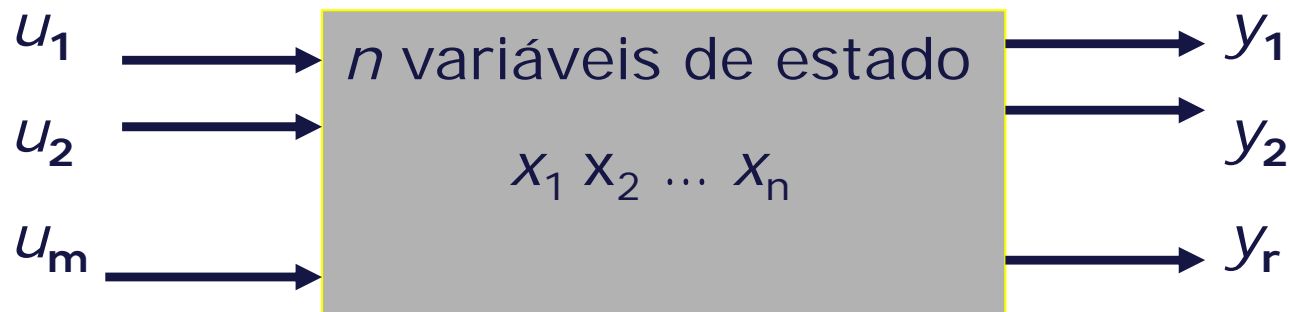 u₁
n variáveis de estado
y₁
u₂
x₁ x₂ ... xₙ
y₂
uₘ
yᵣ